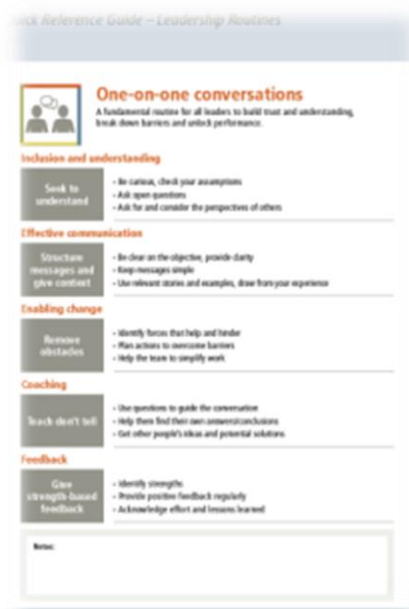 ick Reference Guide – Leadership Routines
One-on-one conversations
A fundamental routine for all leaders to build trust and understanding,
break down barriers and unlock performance.
Inclusion and understanding
Seek to
understand
• Be curious, check your assumptions
• Ask open questions
• Ask for and consider the perspectives of others
Effective communication
Structure
messages and
give context
• Be clear on the objective, provide clarity
• Keep messages simple
• Use relevant stories and examples, draw from your experience
Enabling change
Remove
obstacles
• Identify forces that help and hinder
• Plan actions to overcome barriers
• Help the team to simplify work
Coaching
Teach don't tell
• Use questions to guide the conversation
• Help them find their own answers/conclusions
• Get other people's ideas and potential solutions
Feedback
Give
strength-based
feedback
• Identify strengths
• Provide positive feedback regularly
• Acknowledge effort and lessons learned
Notes: